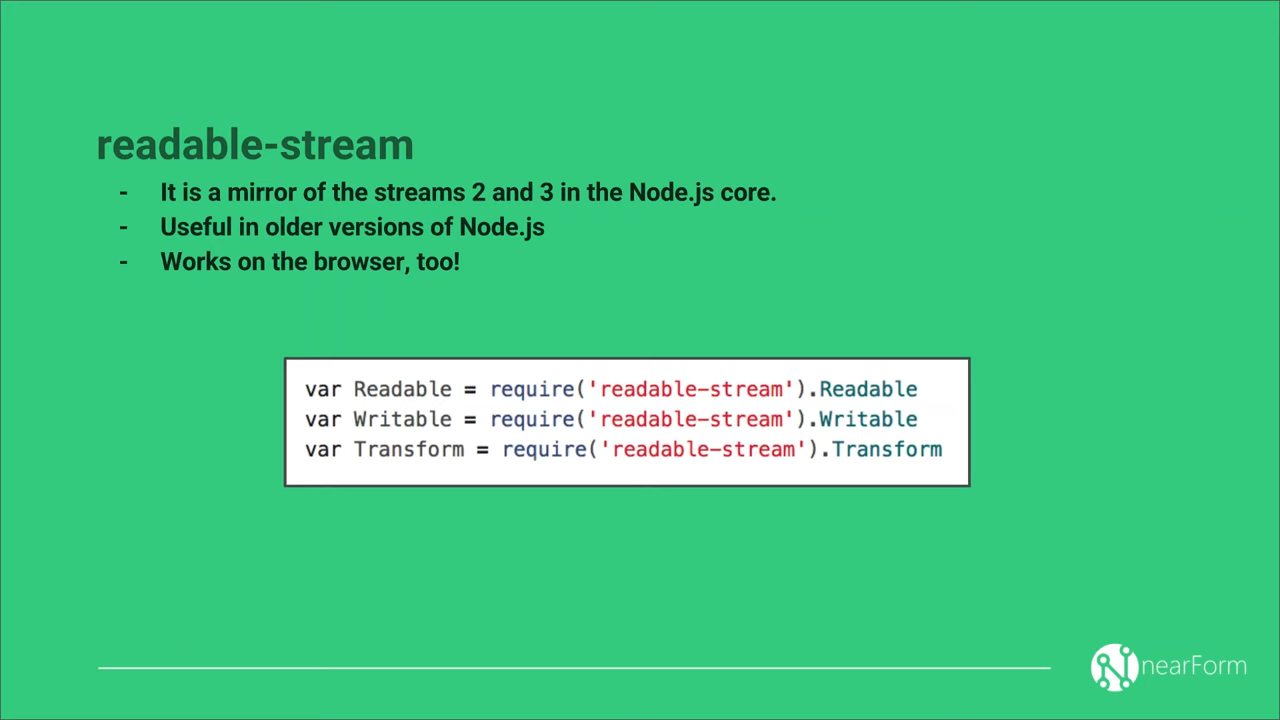 readable-stream
- It is a mirror of the streams 2 and 3 in the Node.js core.
- Useful in older versions of Node.js
- Works on the browser, too!
var Readable = require('readable-stream').Readable
var Writable = require('readable-stream').Writable
var Transform = require('readable-stream').Transform
nearForm